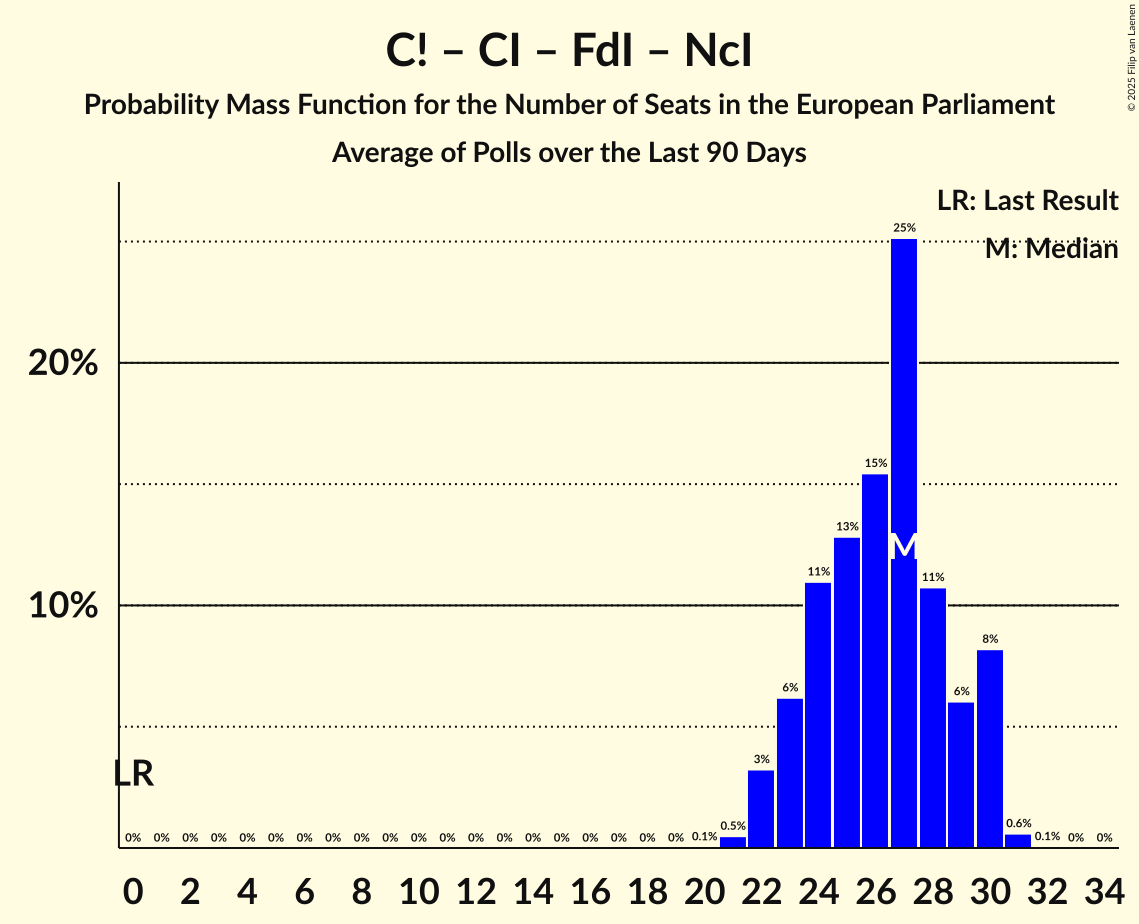 C! – CI – FdI – NcI
Probability Mass Function for the Number of Seats in the European Parliament
Average of Polls over the Last 90 Days
© 2025 Filip van Laenen
LR: Last Result
M: Median
25%
20%
15%
13%
M
11%
11%
10%
8%
6%
6%
3%
LR
0% 0% 0% 0% 0% 0% 0% 0% 0% 0% 0% 0% 0% 0% 0% 0% 0% 0% 0% 0% 0.1% 0.5% 0.6% 0.1% 0% 0%
0 2 4 6 8 10 12 14 16 18 20 22 24 26 28 30 32 34